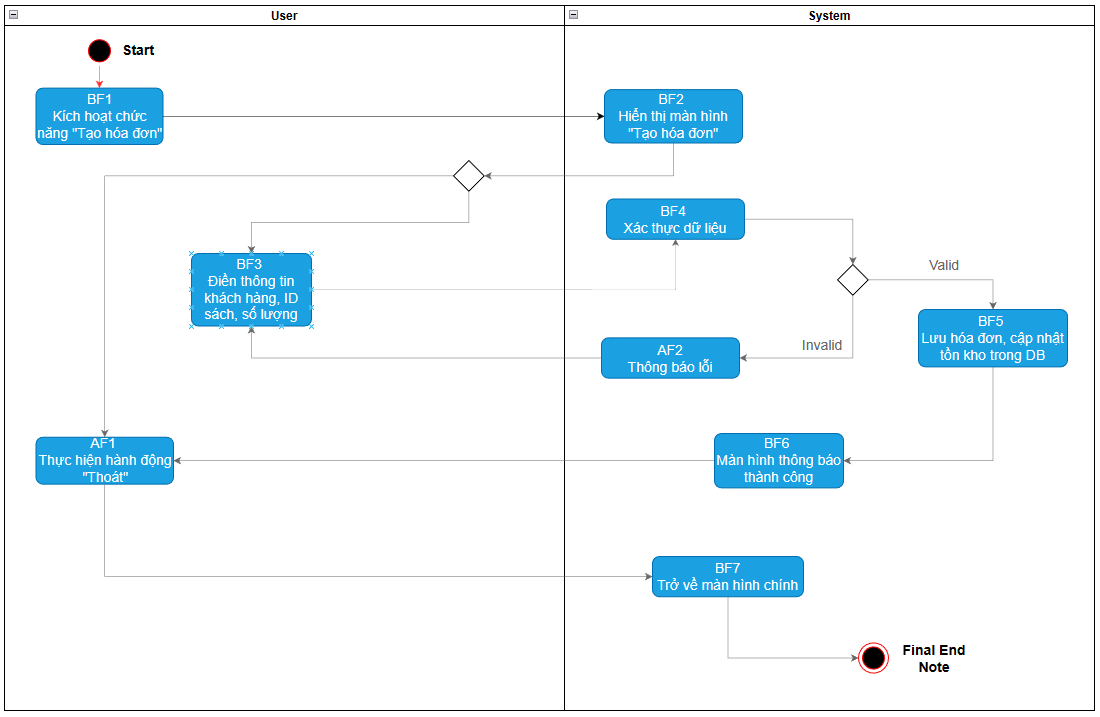 User
System
Start
BF1
Kích hoạt chức
năng "Tạo hóa đơn"
BF2
Hiển thị màn hình
"Tạo hóa đơn"
BF4
Xác thực dữ liệu
Valid
BF3
Điền thông tin
khách hàng, ID
sách, số lượng
BF5
Lưu hóa đơn, cập nhật
tồn kho trong DB
Invalid
AF2
Thông báo lỗi
AF1
Thực hiện hành động
"Thoát"
BF6
Màn hình thông báo
thành công
BF7
Trở về màn hình chính
Final End
Note